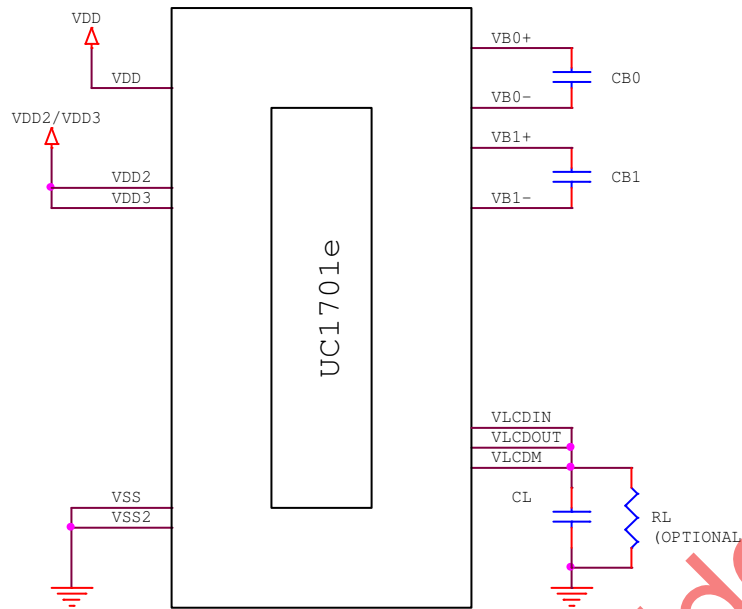 VDD
VDD
VDD2/VDD3
VDD2
VDD3
VSS
VSS2
UC1701e
VB0+
VB0-
CB0
VB1+
VB1-
CB1
VLCDIN
VLCDOUT
VLCDM
CL
RL
(OPTIONAL